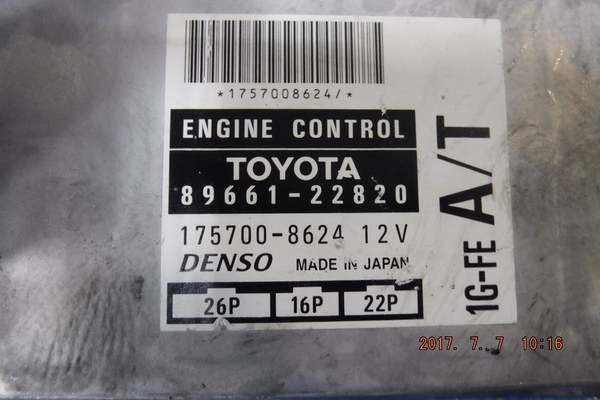 *1757008624/*
ENGINE CONTROL
TOYOTA
89661-22820
175700-8624 12V
DENSO MADE IN JAPAN
26P 16P 22P
1G-FE A/T
2017. 7. 7 10:16